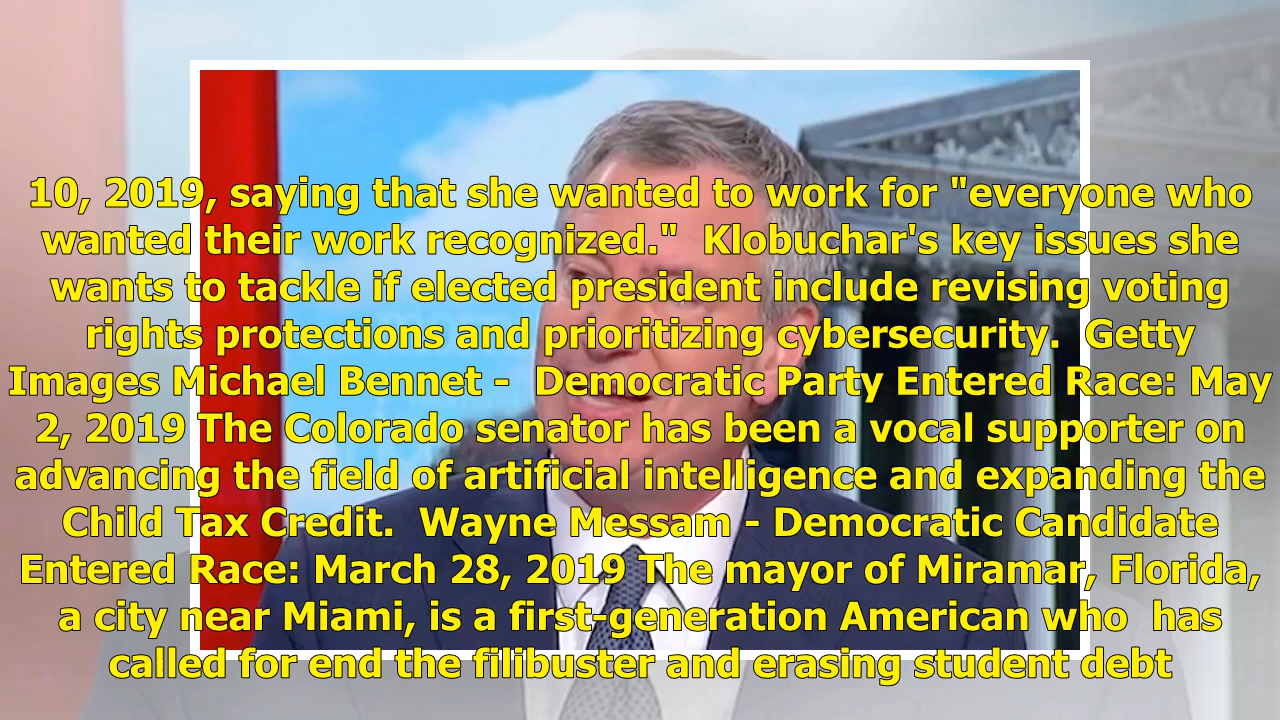 10, 2019, saying that she wanted to work for "everyone who
wanted their work recognized."  Klobuchar's key issues she
wants to tackle if elected president include revising voting
rights protections and prioritizing cybersecurity.  Getty
Images Michael Bennet -  Democratic Party Entered Race: May
2, 2019 The Colorado senator has been a vocal supporter on
advancing the field of artificial intelligence and expanding the
Child Tax Credit.  Wayne Messam - Democratic Candidate
Entered Race: March 28, 2019 The mayor of Miramar, Florida,
a city near Miami, is a first-generation American who  has
called for end the filibuster and erasing student debt